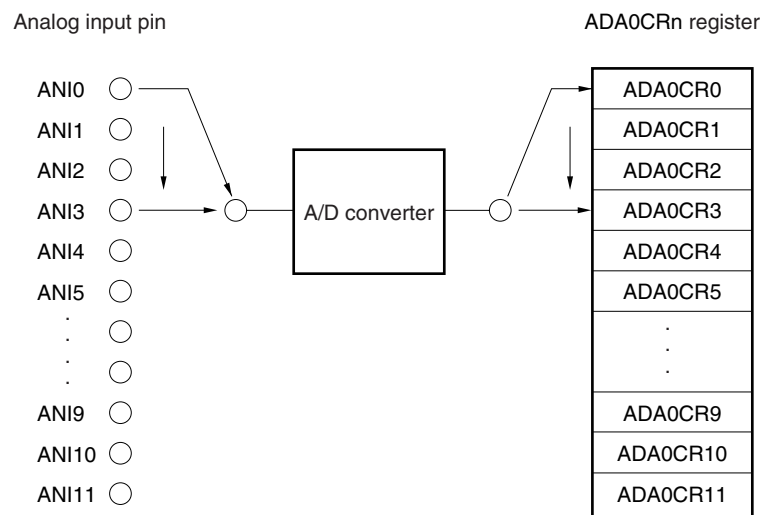 Analog input pin
ADA0CRn register
ANI0
ANI1
ANI2
ANI3
ANI4
ANI5
.
.
.
.
ANI9
ANI10
ANI11
A/D converter
ADA0CR0
ADA0CR1
ADA0CR2
ADA0CR3
ADA0CR4
ADA0CR5
.
.
.
ADA0CR9
ADA0CR10
ADA0CR11